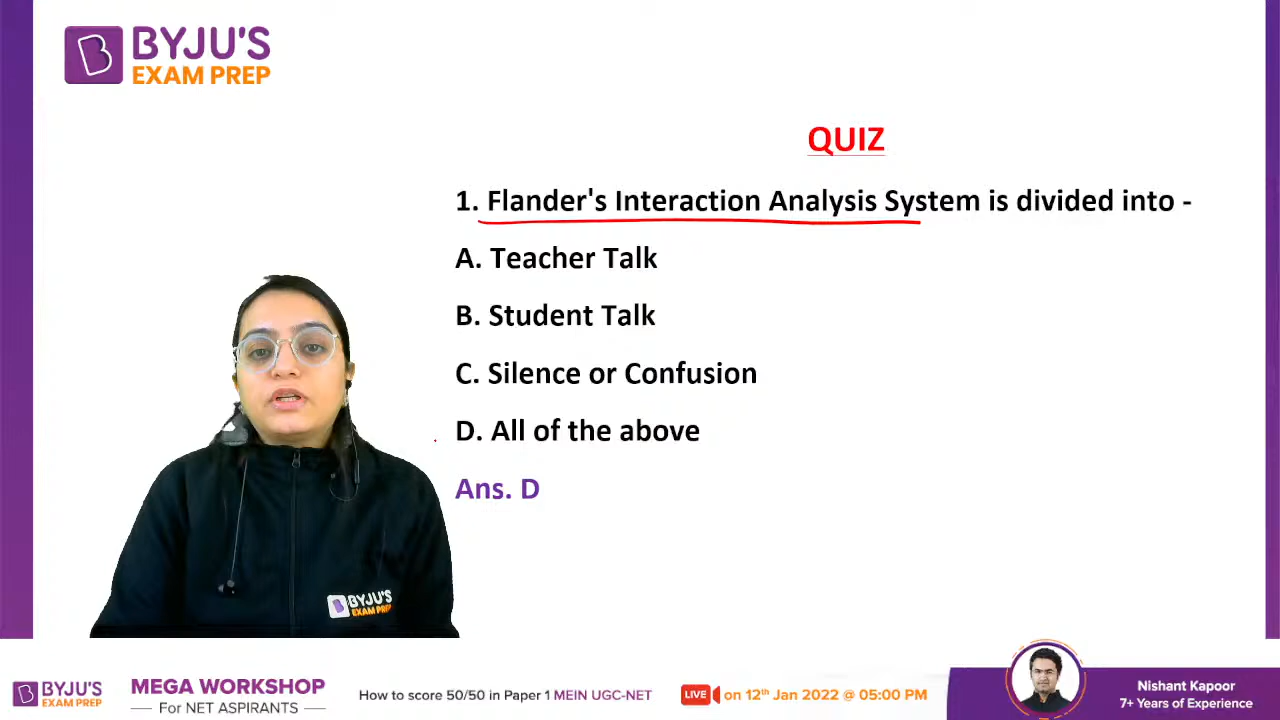 BYJU'S
EXAM PREP
QUIZ
1. Flander's Interaction Analysis System is divided into -
A. Teacher Talk
B. Student Talk
C. Silence or Confusion
D. All of the above
Ans. D
BYJU'S
EXAM PREP
BYJU'S
EXAM PREP
MEGA WORKSHOP
For NET ASPIRANTS
How to score 50/50 in Paper 1 MEIN UGC-NET
LIVE on 12th Jan 2022 @ 05:00 PM
Nishant Kapoor
7+ Years of Experience